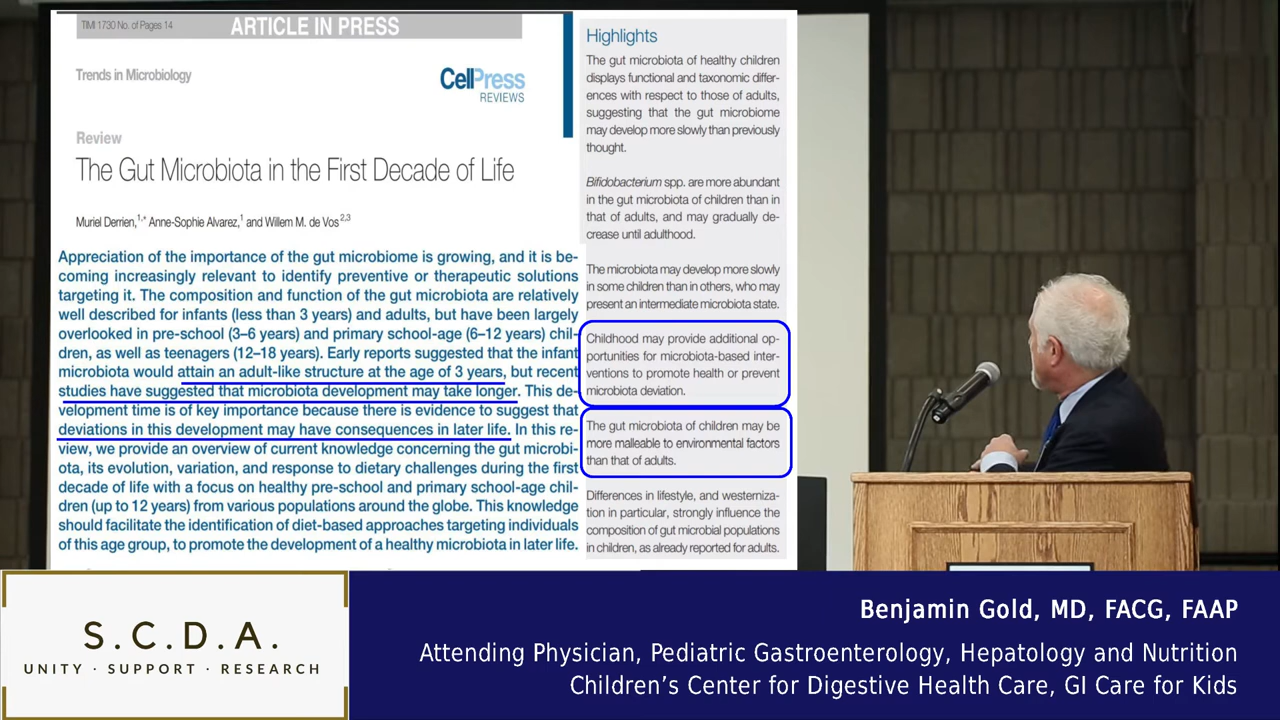 TIMI 1730 No. of Pages 14
ARTICLE IN PRESS
Trends in Microbiology
CellPress
REVIEWS
Review
The Gut Microbiota in the First Decade of Life
Muriel Derrien,1,* Anne-Sophie Alvarez,1 and Willem M. de Vos2,3
Appreciation of the importance of the gut microbiome is growing, and it is be-
coming increasingly relevant to identify preventive or therapeutic solutions
targeting it. The composition and function of the gut microbiota are relatively
well described for infants (less than 3 years) and adults, but have been largely
overlooked in pre-school (3–6 years) and primary school-age (6–12 years) chil-
dren, as well as teenagers (12–18 years). Early reports suggested that the infant
microbiota would attain an adult-like structure at the age of 3 years, but recent
studies have suggested that microbiota development may take longer. This de-
velopment time is of key importance because there is evidence to suggest that
deviations in this development may have consequences in later life. In this re-
view, we provide an overview of current knowledge concerning the gut microbi-
ota, its evolution, variation, and response to dietary challenges during the first
decade of life with a focus on healthy pre-school and primary school-age chil-
dren (up to 12 years) from various populations around the globe. This knowledge
should facilitate the identification of diet-based approaches targeting individuals
of this age group, to promote the development of a healthy microbiota in later life.
Highlights
The gut microbiota of healthy children
displays functional and taxonomic differ-
ences with respect to those of adults,
suggesting that the gut microbiome
may develop more slowly than previously
thought.
Bifidobacterium spp. are more abundant
in the gut microbiota of children than in
that of adults, and may gradually de-
crease until adulthood.
The microbiota may develop more slowly
in some children than in others, who may
present an intermediate microbiota state.
Childhood may provide additional op-
portunities for microbiota-based inter-
ventions to promote health or prevent
microbiota deviation.
The gut microbiota of children may be
more malleable to environmental factors
than that of adults.
Differences in lifestyle, and westerniza-
tion in particular, strongly influence the
composition of gut microbial populations
in children, as already reported for adults.
S.C.D.A.
UNITY · SUPPORT · RESEARCH
Benjamin Gold, MD, FACG, FAAP
Attending Physician, Pediatric Gastroenterology, Hepatology and Nutrition
Children's Center for Digestive Health Care, GI Care for Kids